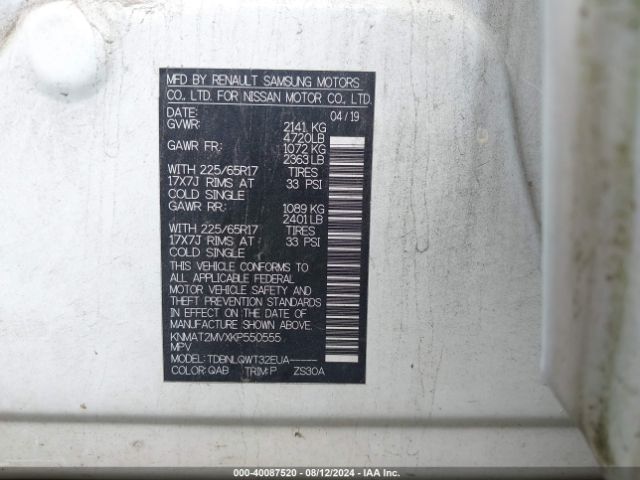 MFD BY RENAULT SAMSUNG MOTORS
CO., LTD. FOR NISSAN MOTOR CO., LTD.
DATE: 04/19
GVWR: 2141 KG
4720LB
GAWR FR: 1072 KG
2363 LB
WITH 225/65R17 TIRES
17X7J RIMS AT 33 PSI
COLD SINGLE
GAWR RR: 1089 KG
2401 LB
WITH 225/65R17 TIRES
17X7J RIMS AT: 33 PSI
COLD SINGLE
THIS VEHICLE CONFORMS TO
ALL APPLICABLE FEDERAL
MOTOR VEHICLE SAFETY AND
THEFT PREVENTION STANDARDS
IN EFFECT ON THE DATE OF
MANUFACTURE SHOWN ABOVE.
KNMAT2MVXKP550555
MPV
MODEL: TDBNLQWT32EUA-----
COLOR: QAB TRIM:P ZS30A
000-40087520 - 08/12/2024 - IAA.com